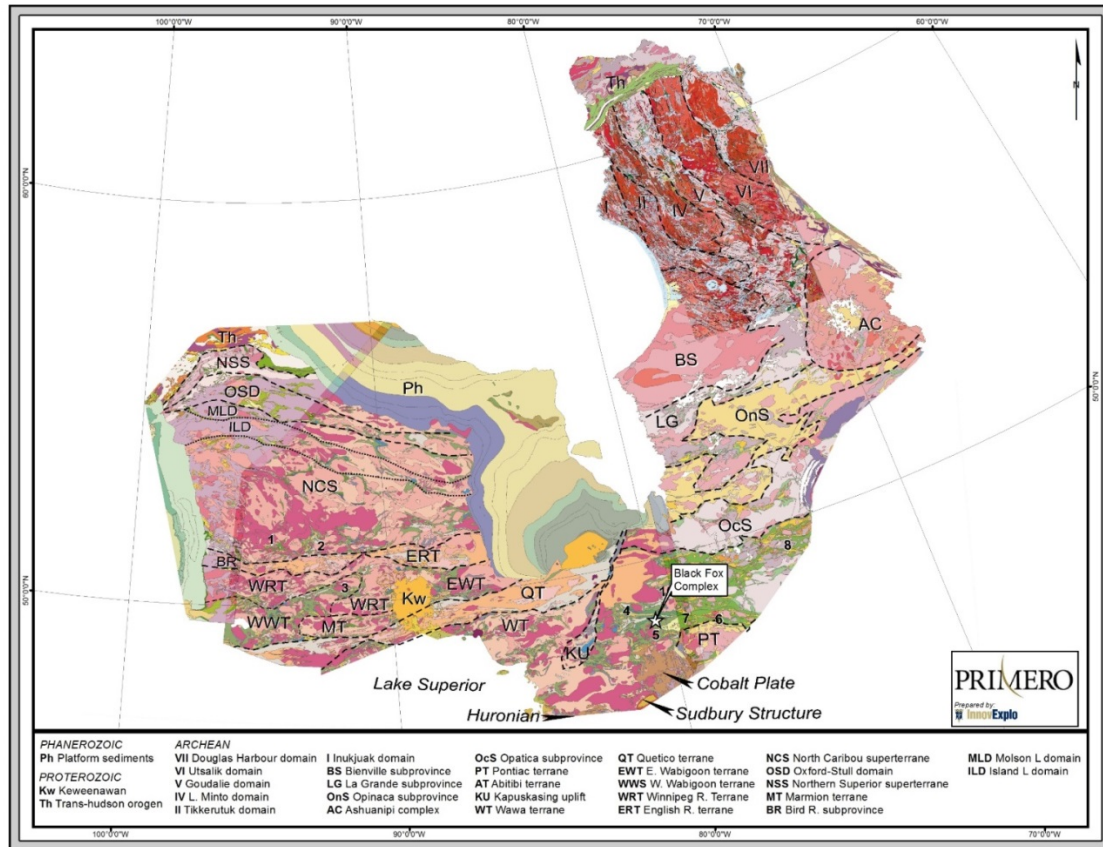 100°0'0"W
90°0'0"W
80°0'0"W
70°0'0"W
60°0'0"W
Th
N
VII
VI
V
II
IV
I
60°0'0"N
AC
Th
BS
NSS
Ph
OSD
OnS
50°0'0"N
MLD
LG
ILD
NCS
OcS
1
2
8
BR
ERT
Black Fox
Complex
WRT
3
EWT
QT
1
50°0'0"N
WRT
Kw
4
7
6
WWT
MT
WT
5
PT
KU
PRIMERO
Lake Superior
Cobalt Plate
Huronian
Sudbury Structure
Prepared by:
InnovExplo
PHANEROZOIC
Ph Platform sediments
PROTEROZOIC
Kw Keweenawan
Th Trans-hudson orogen
ARCHEAN
VII Douglas Harbour domain
VI Utsalik domain
V Goudalie domain
IV L. Minto domain
II Tikkerutuk domain
I Inukjuak domain
BS Bienville subprovince
LG La Grande subprovince
OnS Opinaca subprovince
AC Ashuanipi complex
OcS Opatica subprovince
PT Pontiac terrane
AT Abitibi terrane
KU Kapuskasing uplift
WT Wawa terrane
QT Quetico terrane
EWT E. Wabigoon terrane
WWS W. Wabigoon terrane
WRT Winnipeg R. Terrane
ERT English R. terrane
NCS North Caribou superterrane
OSD Oxford-Stull domain
NSS Northern Superior superterrane
MT Marmion terrane
BR Bird R. subprovince
MLD Molson L domain
ILD Island L domain
100°0'0"W
90°0'0"W
80°0'0"W
70°0'0"W